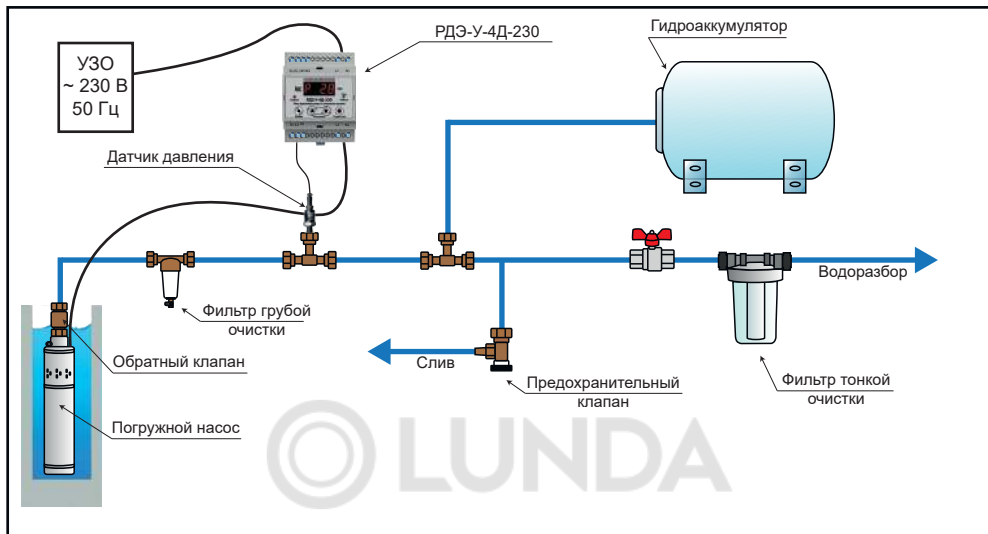 УЗО
~ 230 В
50 Гц
РДЭ-У-4Д-230
Гидроаккумулятор
Датчик давления
Водоразбор
Фильтр грубой
очистки
Обратный клапан
Слив
Предохранительный
клапан
Фильтр тонкой
очистки
Погружной насос
LUNDA